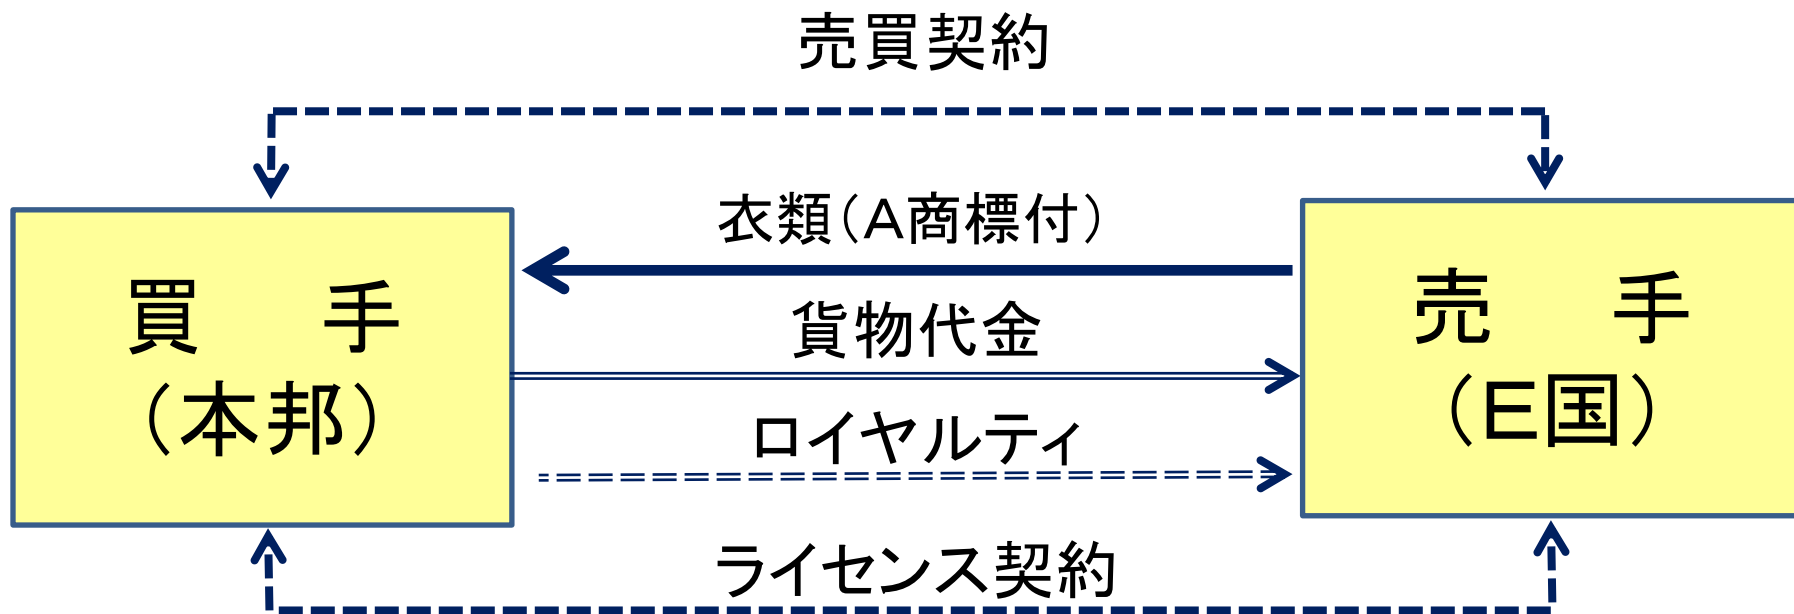 売買契約
衣類（A商標付）
買　手
（本邦）
貨物代金
売　手
（E国）
ロイヤルティ
ライセンス契約